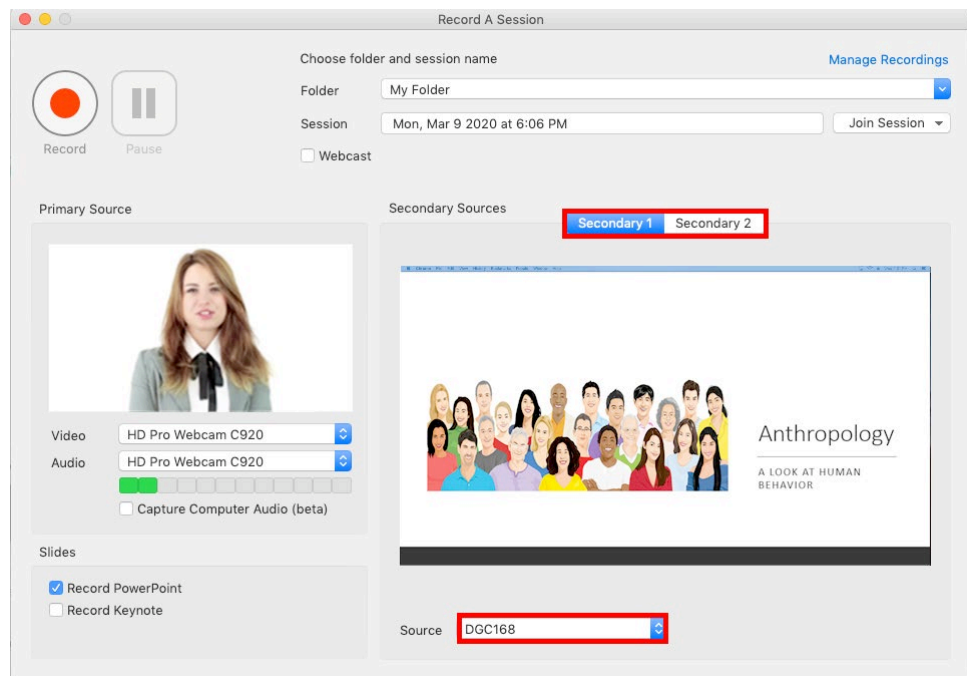 Record A Session
Choose folder and session name
Manage Recordings
Folder
My Folder
Session
Mon, Mar 9 2020 at 6:06 PM
Join Session
Record
Pause
Webcast
Primary Source
Secondary Sources
Secondary 1
Secondary 2
Video
HD Pro Webcam C920
Audio
HD Pro Webcam C920
Capture Computer Audio (beta)
Anthropology
A LOOK AT HUMAN
BEHAVIOR
Slides
Record PowerPoint
Record Keynote
Source
DGC168